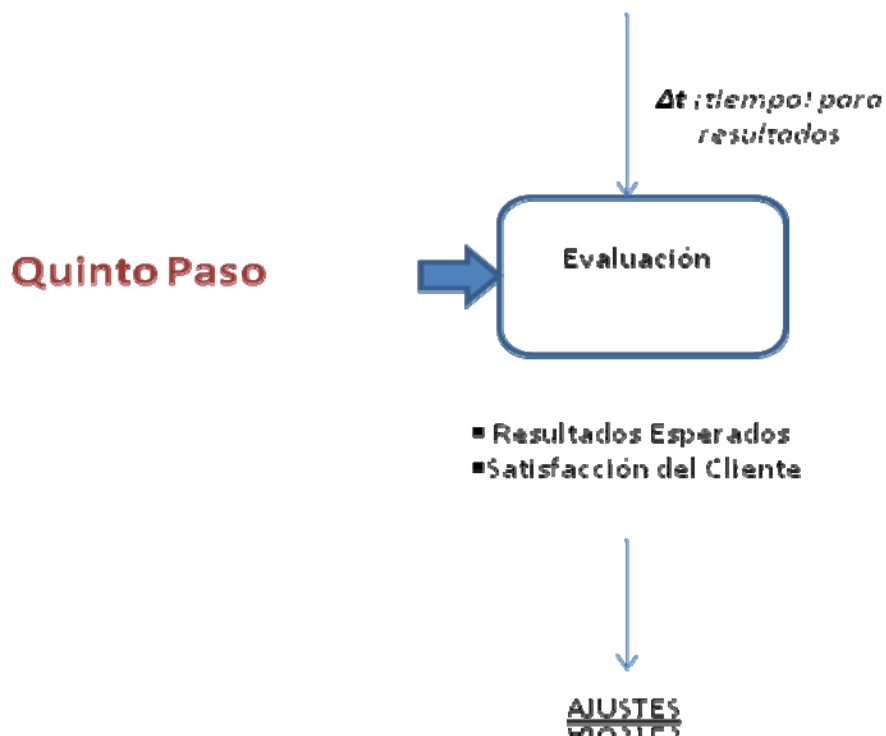 Δt ¡tiempo! para
resultados
Evaluación
Quinto Paso
▪ Resultados Esperados
▪Satisfacción del Cliente
AJUSTES